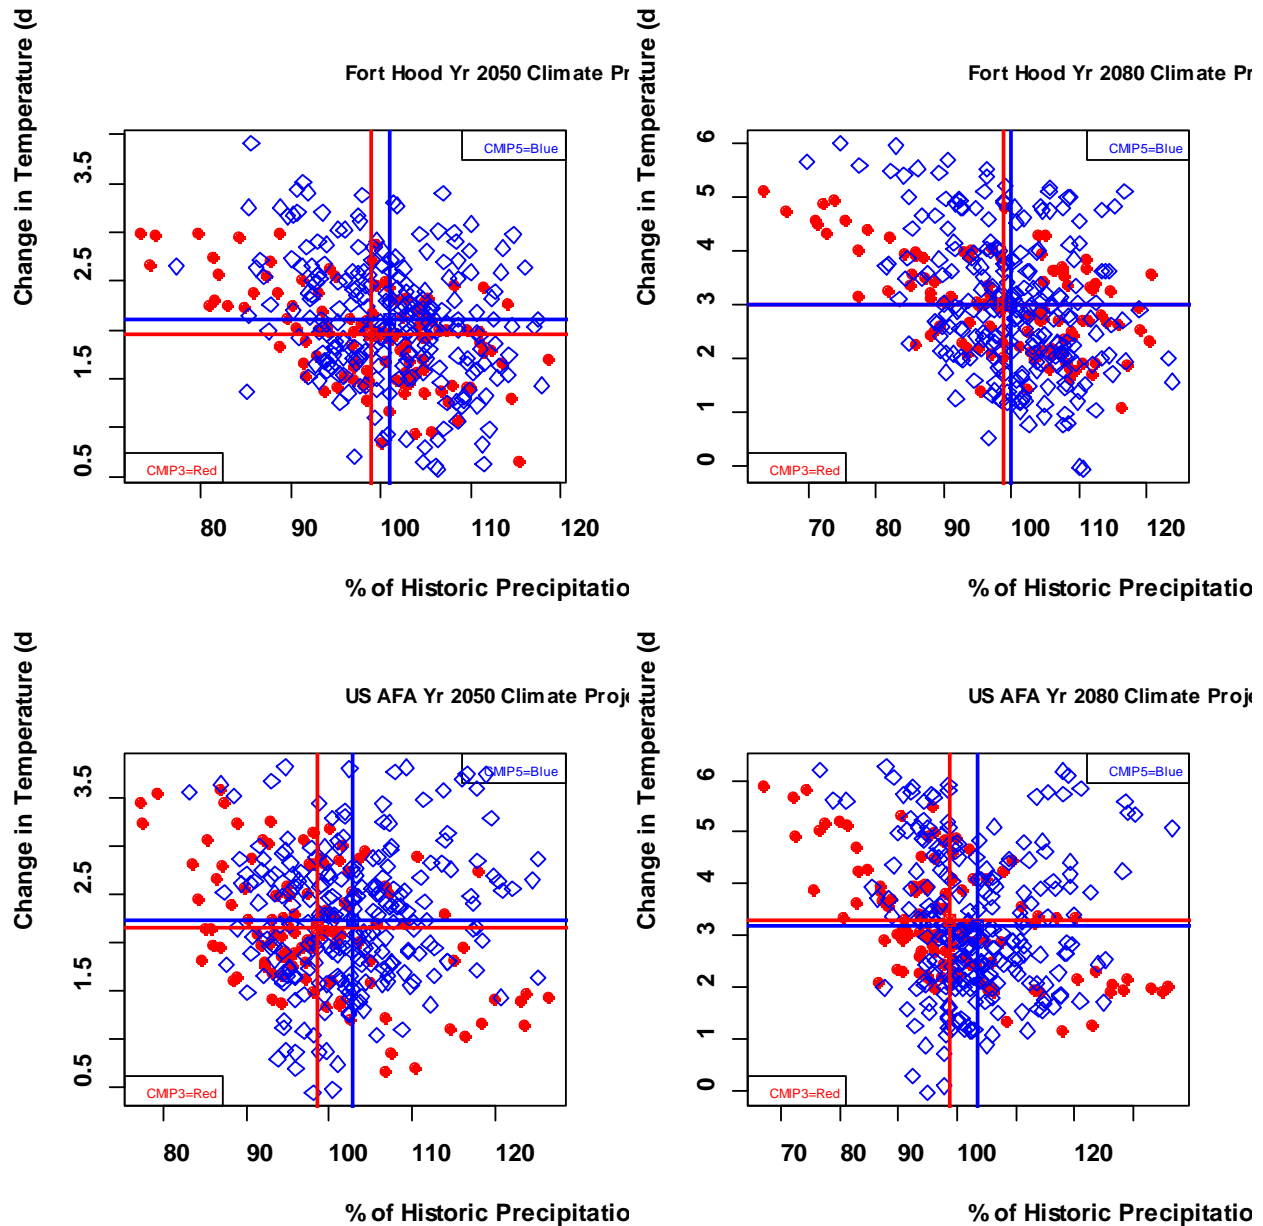 Change in Temperature (d
Fort Hood Yr 2050 Climate Pr
CMIP5=Blue
3.5
2.5
1.5
0.5
CMIP3=Red
80 90 100 110 120
% of Historic Precipitatio
Change in Temperature (d
Fort Hood Yr 2080 Climate Pr
CMIP5=Blue
6
5
4
3
2
1
0
CMIP3=Red
70 80 90 100 110 120
% of Historic Precipitatio
Change in Temperature (d
US AFA Yr 2050 Climate Proje
CMIP5=Blue
3.5
2.5
1.5
0.5
CMIP3=Red
80 90 100 110 120
% of Historic Precipitatio
Change in Temperature (d
US AFA Yr 2080 Climate Proje
CMIP5=Blue
6
5
4
3
2
1
0
CMIP3=Red
70 80 90 100 110 120
% of Historic Precipitatio